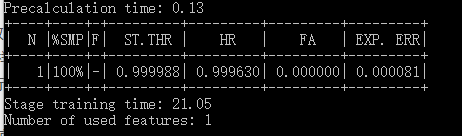 Precalculation time: 0.13
+----+----+-+---------+---------+---------+---------+
|  N |%SMP|F|  ST.THR |    HR   |    FA   | EXP. ERR|
+----+----+-+---------+---------+---------+---------+
|   1|100%|-| 0.999988| 0.999630| 0.000000| 0.000081|
+----+----+-+---------+---------+---------+---------+
Stage training time: 21.05
Number of used features: 1